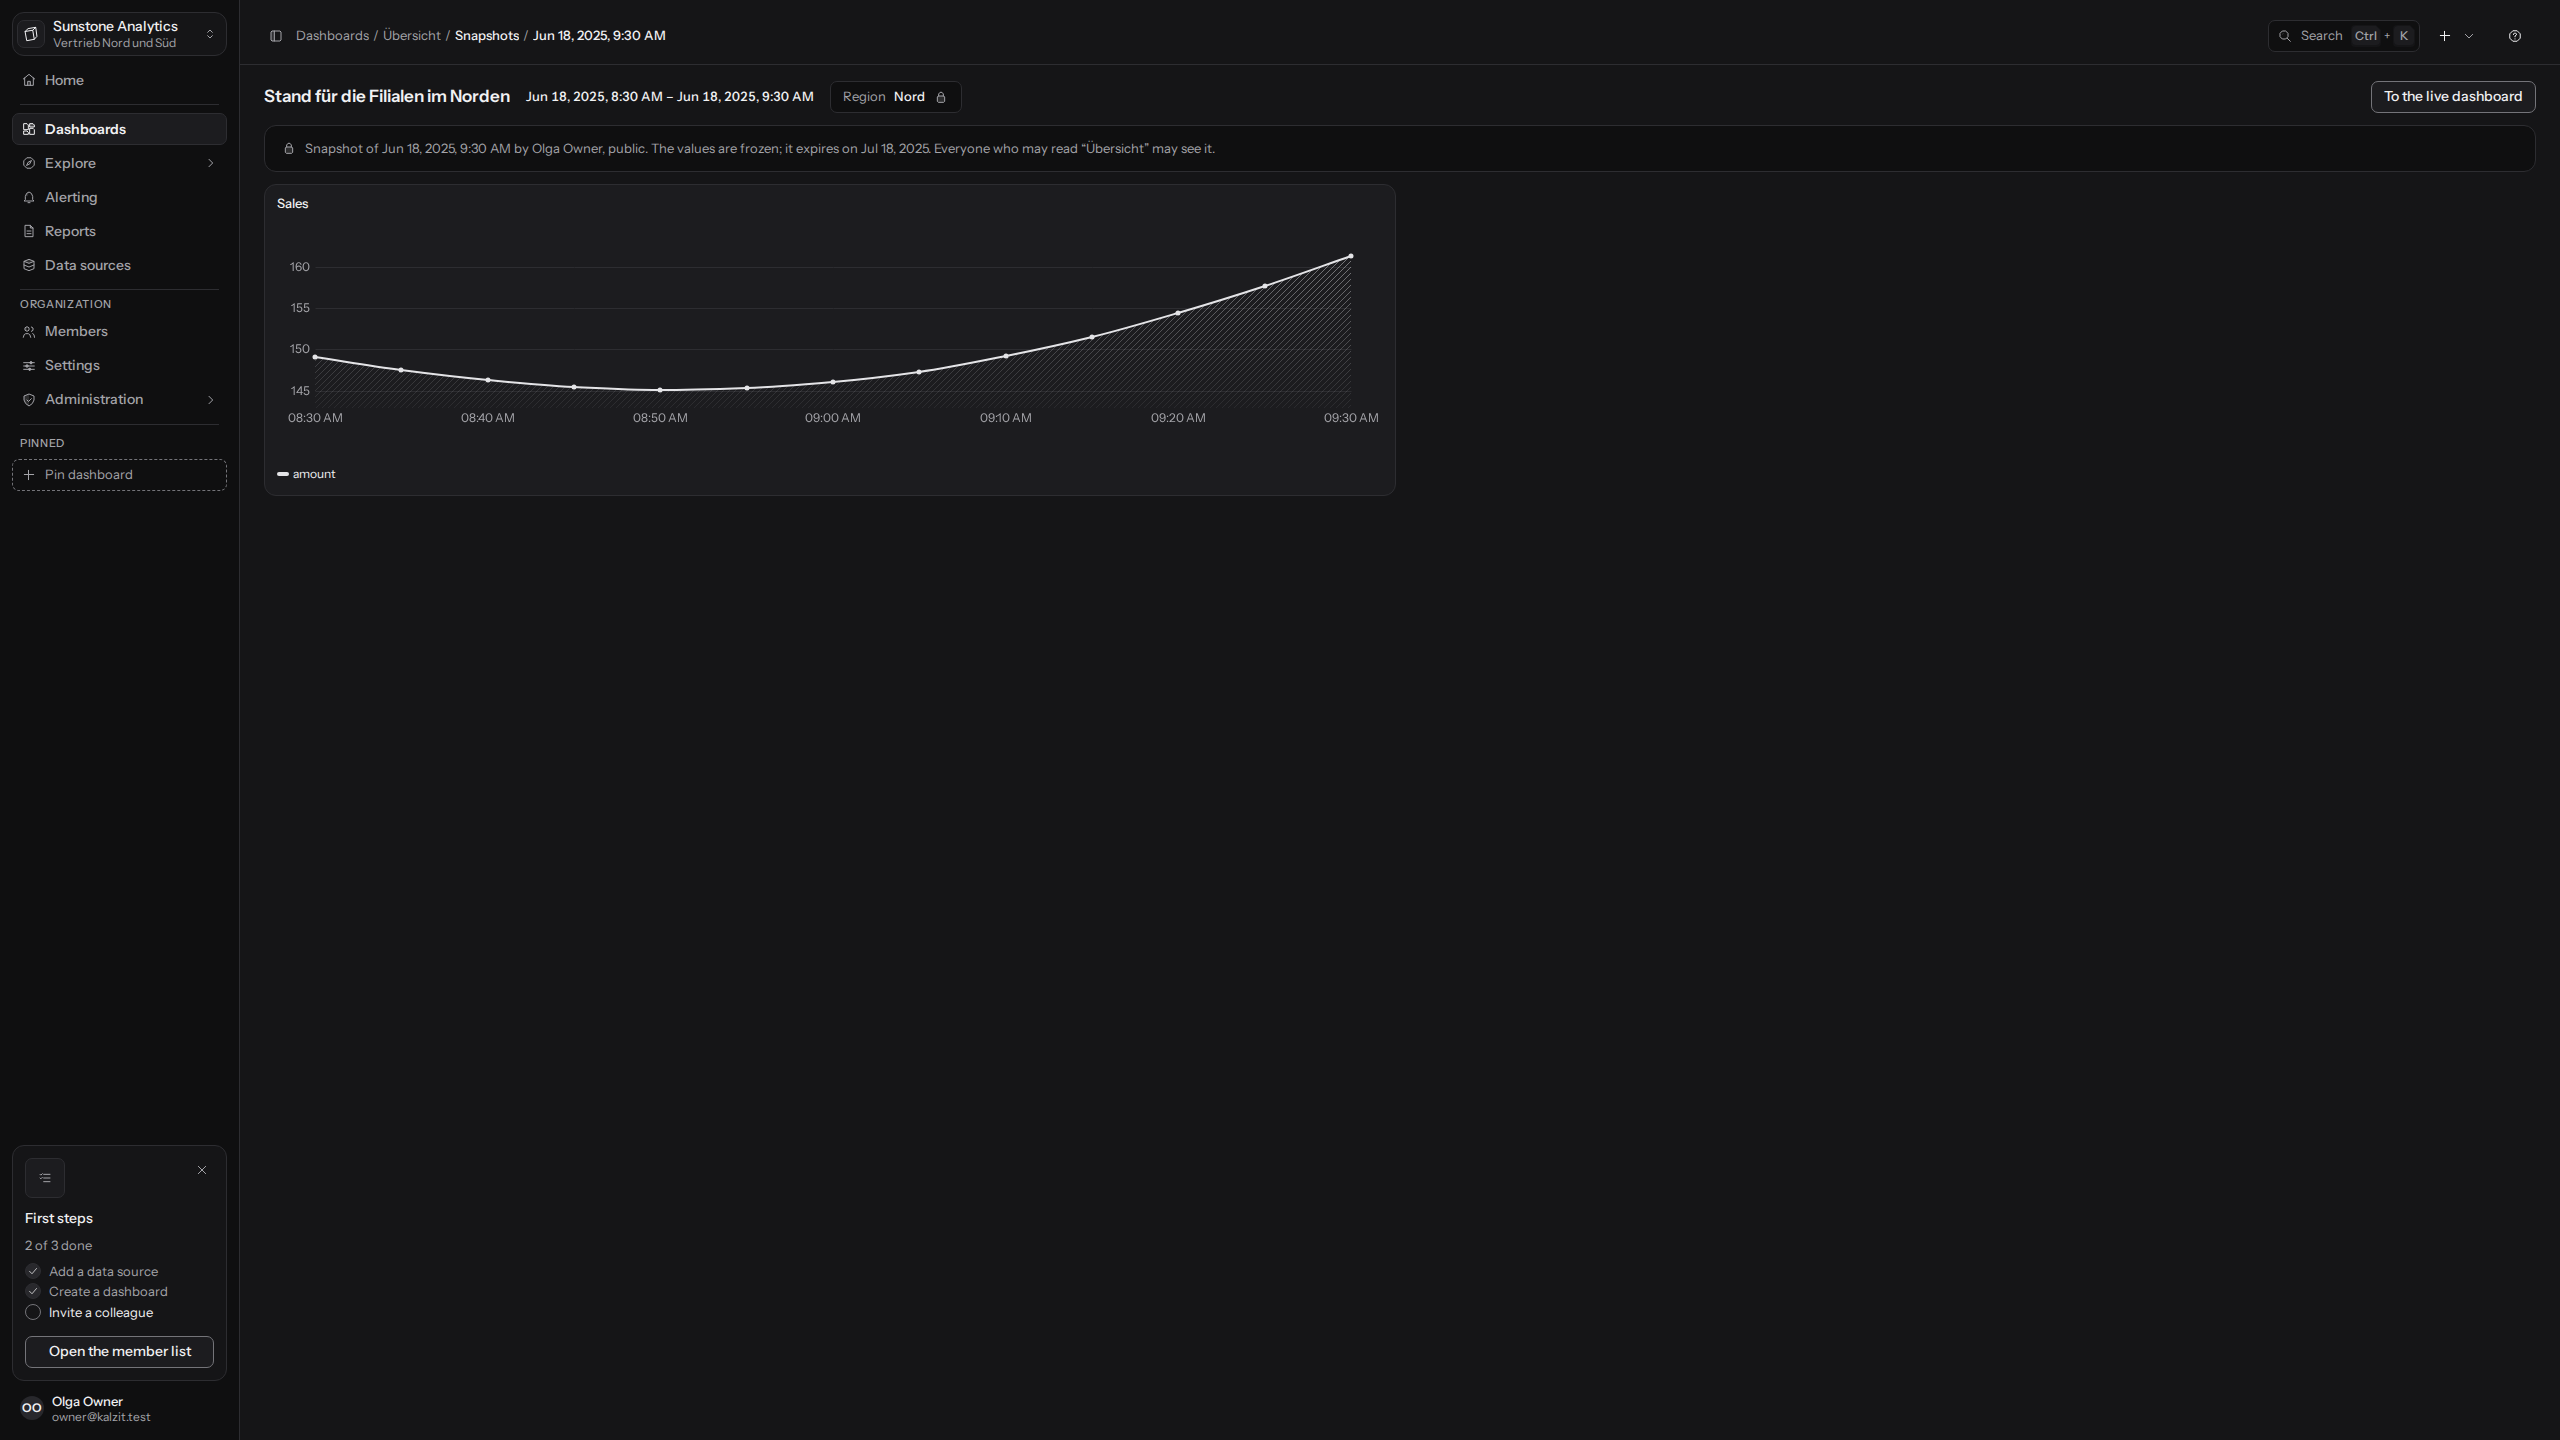 Sunstone Analytics
Vertrieb Nord und Süd
Home
Dashboards
Explore
Alerting
Reports
Data sources
ORGANIZATION
Members
Settings
Administration
PINNED
Pin dashboard
First steps
2 of 3 done
Add a data source
Create a dashboard
Invite a colleague
Open the member list
OO
Olga Owner
owner@kalzit.test
Dashboards / Übersicht / Snapshots / Jun 18, 2025, 9:30 AM
Search Ctrl + K
Stand für die Filialen im Norden Jun 18, 2025, 8:30 AM – Jun 18, 2025, 9:30 AM Region Nord
To the live dashboard
Snapshot of Jun 18, 2025, 9:30 AM by Olga Owner, public. The values are frozen; it expires on Jul 18, 2025. Everyone who may read “Übersicht” may see it.
Sales
160
155
150
145
08:30 AM 08:40 AM 08:50 AM 09:00 AM 09:10 AM 09:20 AM 09:30 AM
amount